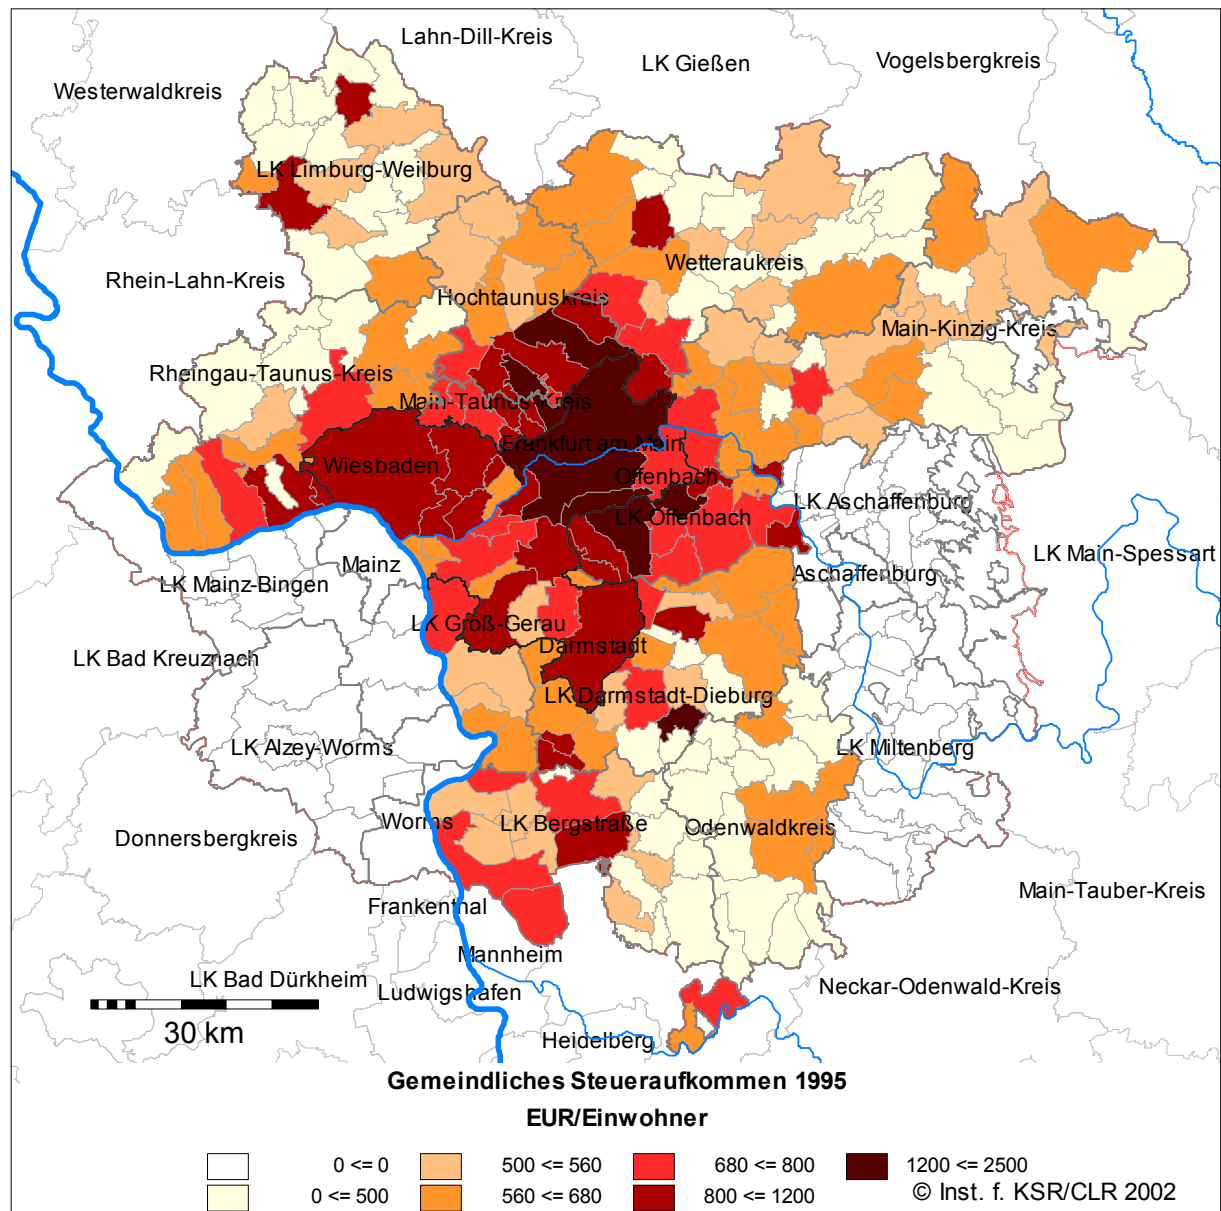 Lahn-Dill-Kreis
LK Gießen
Vogelsbergkreis
Westerwaldkreis
LK Limburg-Weilburg
Rhein-Lahn-Kreis
Wetteraukreis
Hochtaunuskreis
Main-Kinzig-Kreis
Rheingau-Taunus-Kreis
Main-Taunus-Kreis
Frankfurt am Main
Wiesbaden
Offenbach
LK Aschaffenburg
LK Offenbach
LK Main-Spessart
Mainz
Aschaffenburg
LK Mainz-Bingen
LK Groß-Gerau
Darmstadt
LK Bad Kreuznach
LK Darmstadt-Dieburg
LK Alzey-Worms
LK Miltenberg
Worms
LK Bergstraße
Odenwaldkreis
Donnersbergkreis
Main-Tauber-Kreis
Frankenthal
Mannheim
LK Bad Dürkheim
Ludwigshafen
Neckar-Odenwald-Kreis
30 km
Heidelberg
Gemeindliches Steueraufkommen 1995
EUR/Einwohner
0 <= 0
500 <= 560
680 <= 800
1200 <= 2500
0 <= 500
560 <= 680
800 <= 1200
© Inst. f. KSR/CLR 2002